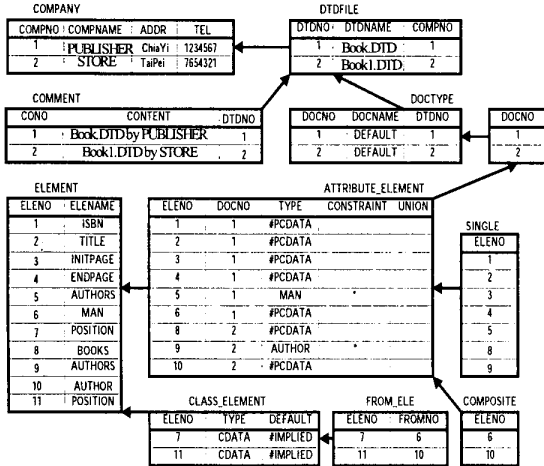 COMPANY
COMPNO COMPNAME ADDR TEL
1 PUBLISHER ChiaYi 1234567
2 STORE TaiPei 7654321
DTDFILE
DTDNO DTDNAME COMPNO
1 Book.DTD 1
2 Book1.DTD 2
COMMENT
CONO CONTENT DTDNO
1 Book.DTD by PUBLISHER 1
2 Book1.DTD by STORE 2
DOCTYPE
DOCNO DOCNAME DTDNO
1 DEFAULT 1
2 DEFAULT 2
DOCNO
1
2
ELEMENT
ELENO ELENAME
1 ISBN
2 TITLE
3 INITPAGE
4 ENDPAGE
5 AUTHORS
6 MAN
7 POSITION
8 BOOKS
9 AUTHORS
10 AUTHOR
11 POSITION
ATTRIBUTE_ELEMENT
ELENO DOCNO TYPE CONSTRAINT UNION
1 1 #PCDATA
2 1 #PCDATA
3 1 #PCDATA
4 1 #PCDATA
5 1 MAN *
6 1 #PCDATA
8 2 #PCDATA
9 2 AUTHOR *
10 2 #PCDATA
SINGLE
ELENO
1
2
3
4
5
8
9
CLASS_ELEMENT
ELENO TYPE DEFAULT
7 CDATA #IMPLIED
11 CDATA #IMPLIED
FROM_ELE
ELENO FROMNO
7 6
11 10
COMPOSITE
ELENO
6
10